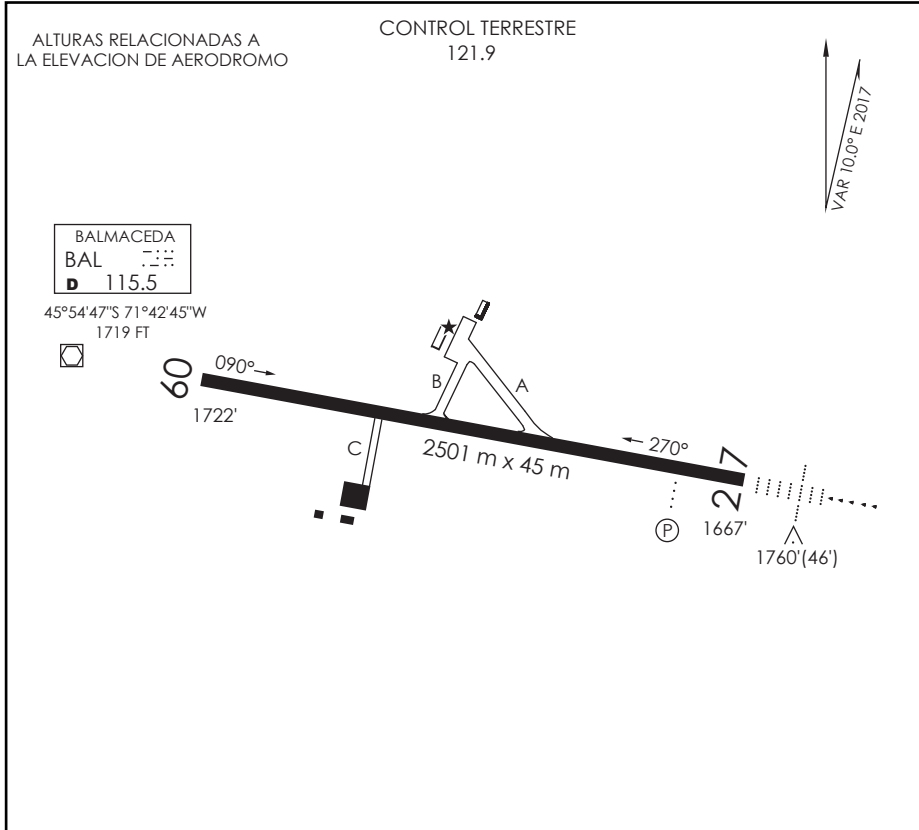 ALTURAS RELACIONADAS A
LA ELEVACION DE AERODROMO
CONTROL TERRESTRE
121.9
VAR 10.0° E 2017
BALMACEDA
BAL
D 115.5
45°54'47"S 71°42'45"W
1719 FT
09
090°
1722'
B
A
C
2501 m x 45 m
270°
27
1667'
P
1760'(46')